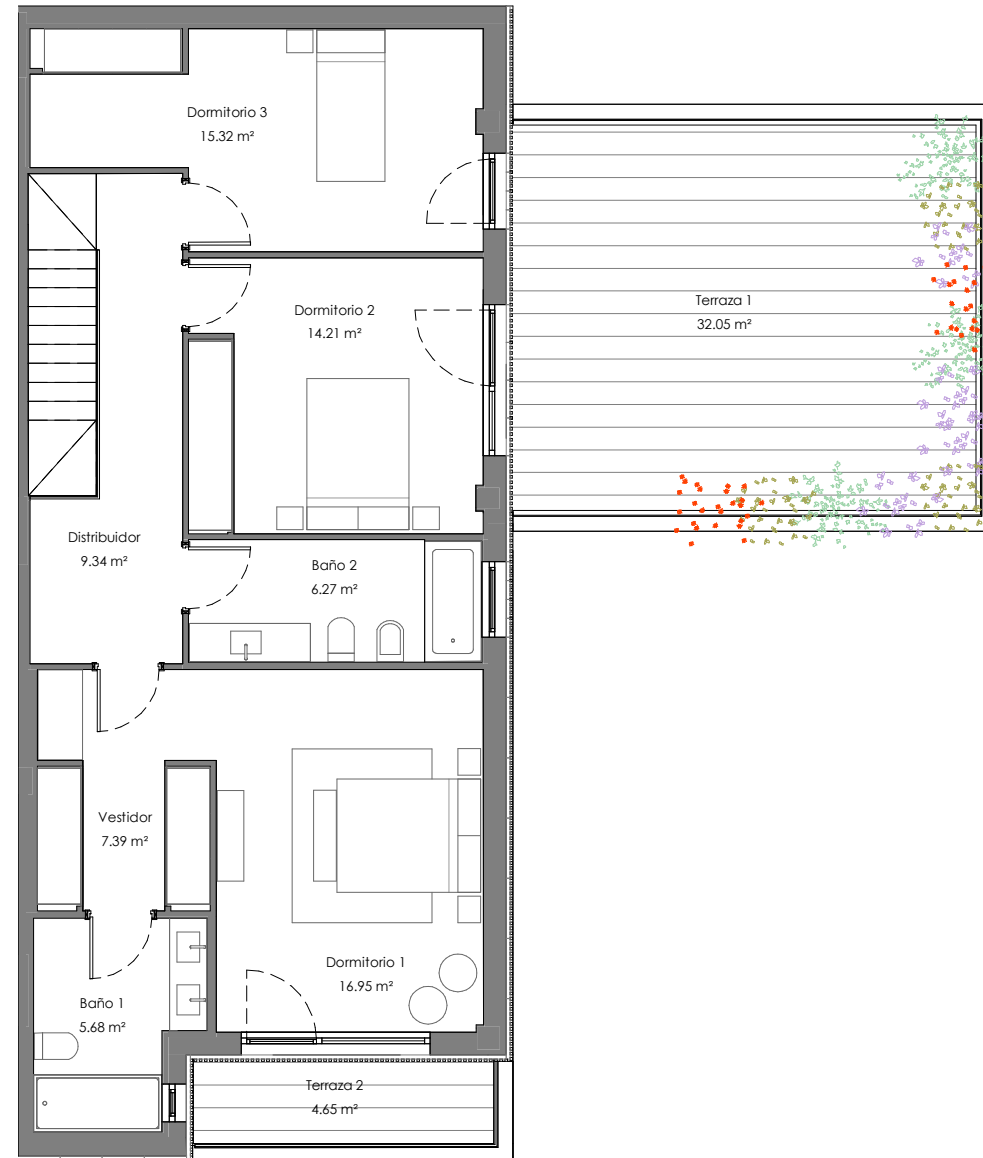 Dormitorio 3
15.32 m²
Terraza 1
32.05 m²
Dormitorio 2
14.21 m²
Distribuidor
9.34 m²
Baño 2
6.27 m²
Vestidor
7.39 m²
Dormitorio 1
16.95 m²
Baño 1
5.68 m²
Terraza 2
4.65 m²